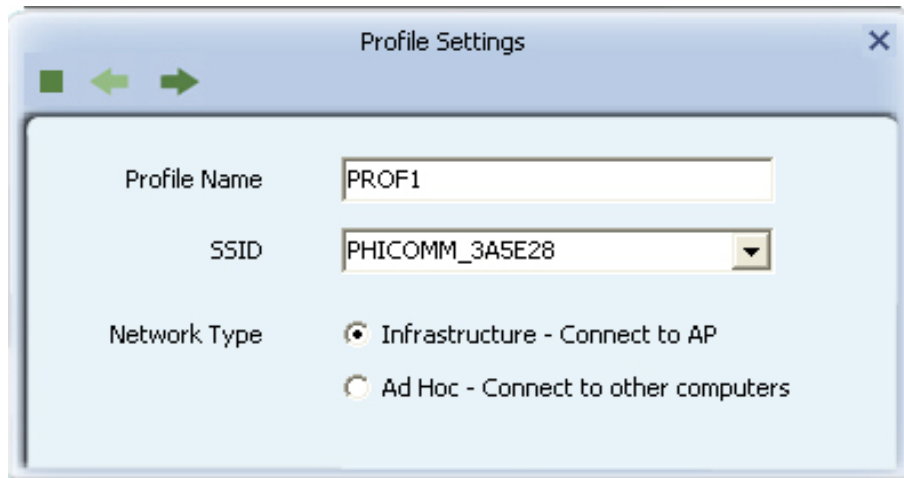 Profile Settings
Profile Name PROF1
SSID PHICOMM_3A5E28
Network Type Infrastructure - Connect to AP
Ad Hoc - Connect to other computers